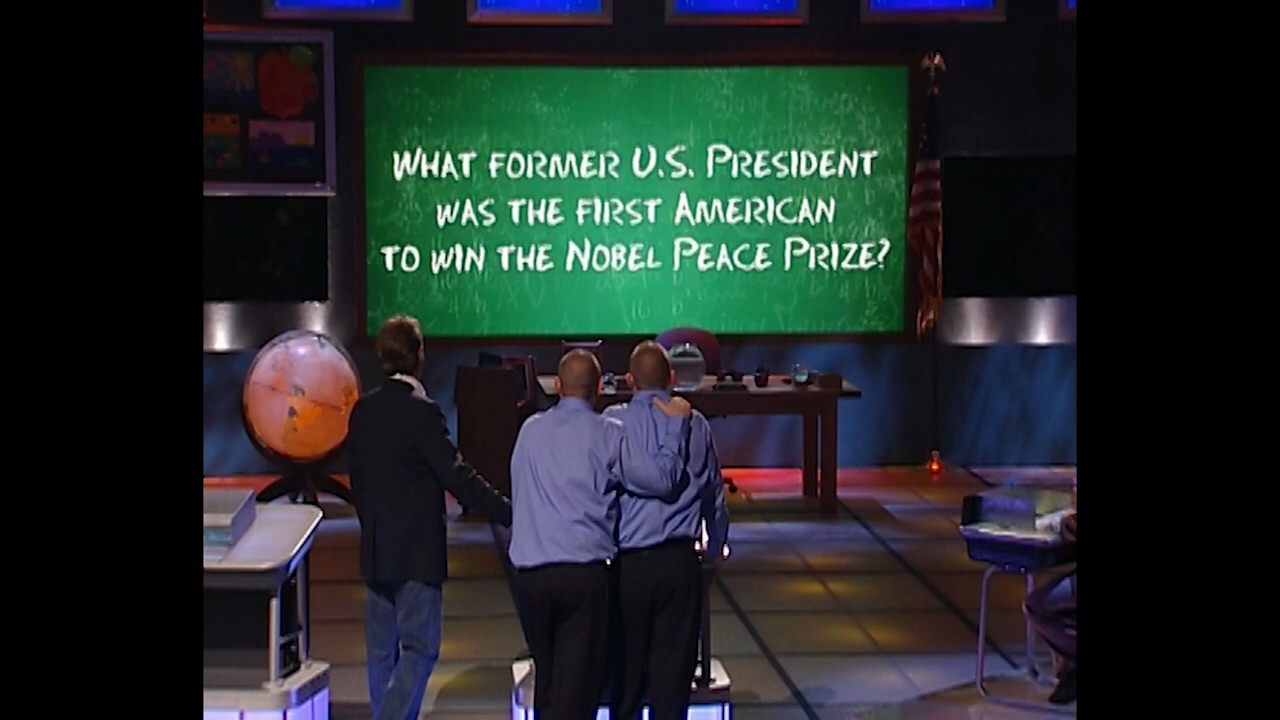 WHAT FORMER U.S. PRESIDENT
WAS THE FIRST AMERICAN
TO WIN THE NOBEL PEACE PRIZE?